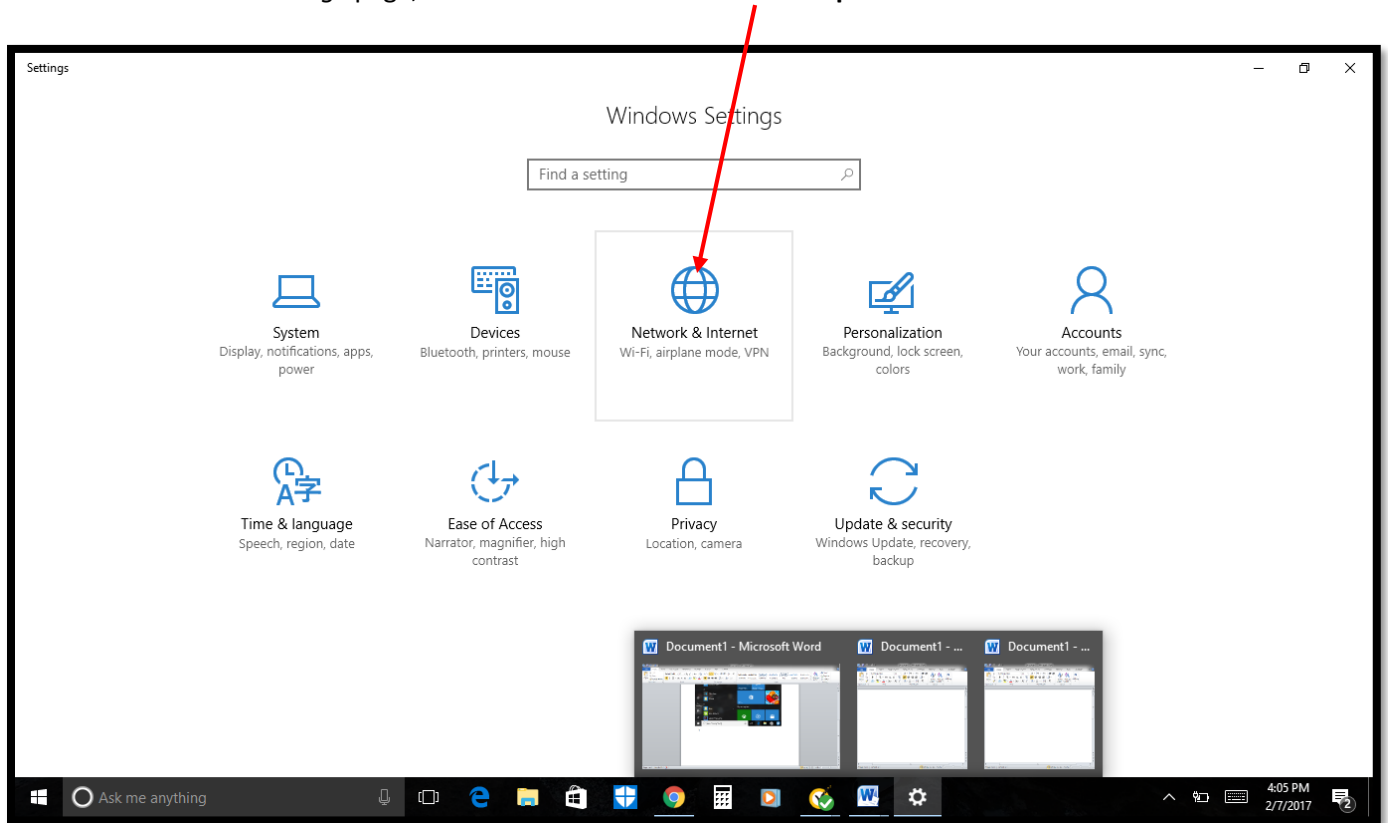 Settings
Windows Settings
Find a setting
System
Display, notifications, apps,
power
Devices
Bluetooth, printers, mouse
Network & Internet
Wi-Fi, airplane mode, VPN
Personalization
Background, lock screen,
colors
Accounts
Your accounts, email, sync,
work, family
Time & language
Speech, region, date
Ease of Access
Narrator, magnifier, high
contrast
Privacy
Location, camera
Update & security
Windows Update, recovery,
backup
Document1 - Microsoft Word
Document1 - ...
Document1 - ...
Ask me anything
4:05 PM
2/7/2017
2